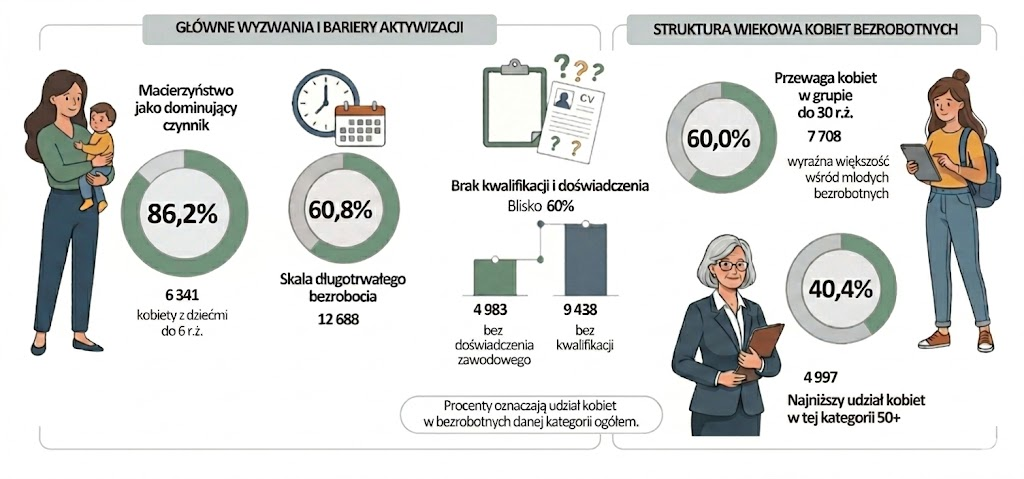 GŁÓWNE WYZWANIA I BARIERY AKTYWIZACJI
Macierzyństwo
jako dominujący
czynnik
86,2%
6 341
kobiety z dziećmi
do 6 r.ż.
60,8%
Skala długotrwałego
bezrobocia
12 688
? ? ?
CV
? ?
Brak kwalifikacji i doświadczenia
Blisko 60%
4 983
bez
doświadczenia
zawodowego
9 438
bez
kwalifikacji
Procenty oznaczają udział kobiet
w bezrobotnych danej kategorii ogółem.
STRUKTURA WIEKOWA KOBIET BEZROBOTNYCH
60,0%
Przewaga kobiet
w grupie
do 30 r.ż.
7 708
wyraźna większość
wśród młodych
bezrobotnych
40,4%
4 997
Najniższy udział kobiet
w tej kategorii 50+